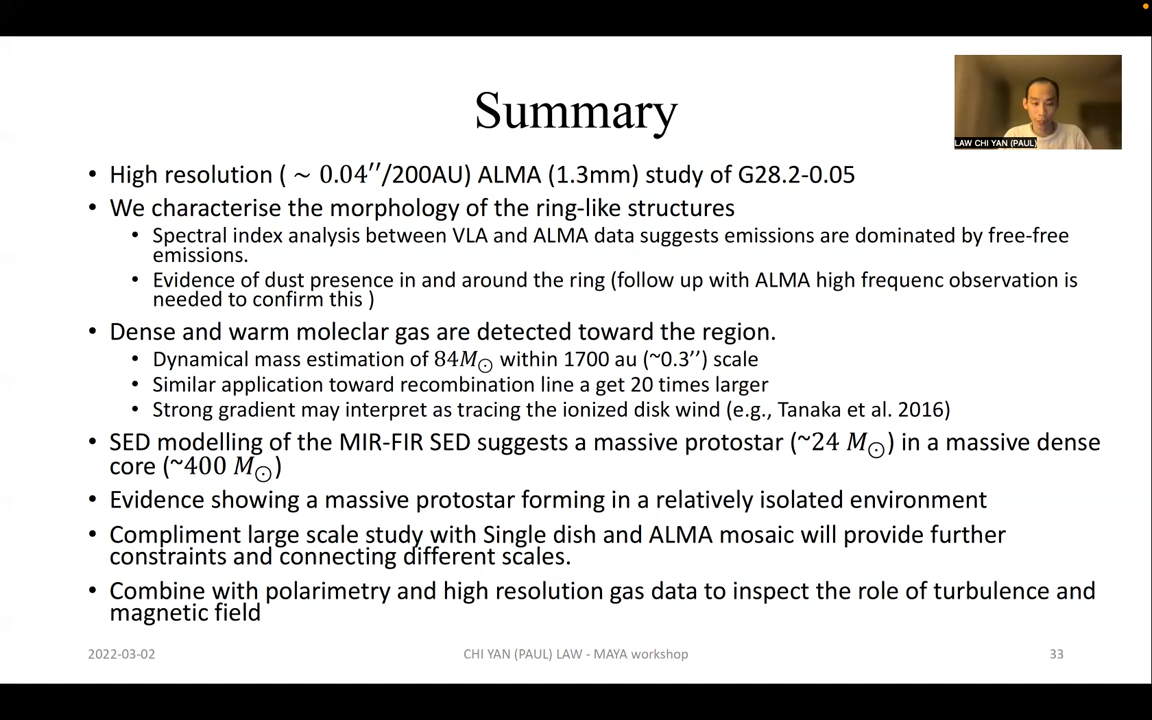 LAW CHI YAN (PAUL)
Summary
• High resolution ( ~ 0.04′′/200AU) ALMA (1.3mm) study of G28.2-0.05
• We characterise the morphology of the ring-like structures
• Spectral index analysis between VLA and ALMA data suggests emissions are dominated by free-free
emissions.
• Evidence of dust presence in and around the ring (follow up with ALMA high frequenc observation is
needed to confirm this )
• Dense and warm moleclar gas are detected toward the region.
• Dynamical mass estimation of 84M⊙ within 1700 au (~0.3’’) scale
• Similar application toward recombination line a get 20 times larger
• Strong gradient may interpret as tracing the ionized disk wind (e.g., Tanaka et al. 2016)
• SED modelling of the MIR-FIR SED suggests a massive protostar (~24 M⊙) in a massive dense
core (~400 M⊙)
• Evidence showing a massive protostar forming in a relatively isolated environment
• Compliment large scale study with Single dish and ALMA mosaic will provide further
constraints and connecting different scales.
• Combine with polarimetry and high resolution gas data to inspect the role of turbulence and
magnetic field
2022-03-02
CHI YAN (PAUL) LAW - MAYA workshop
33